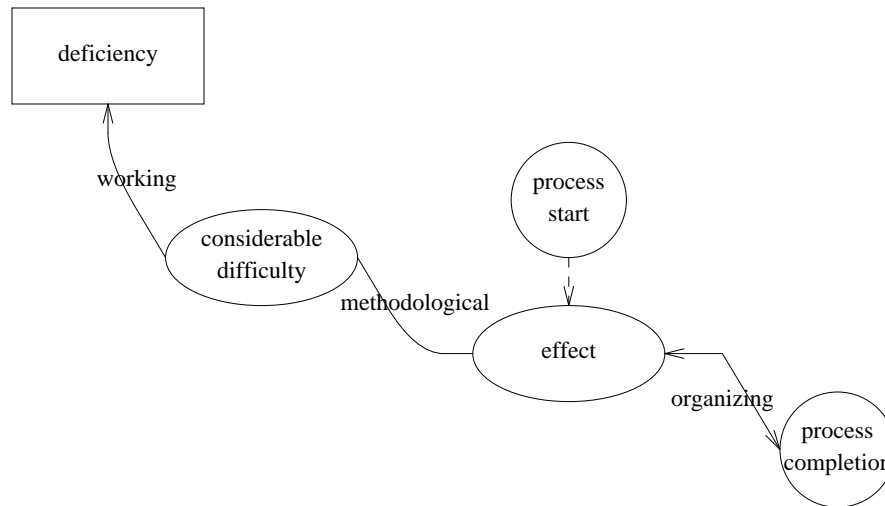 deficiency
working
process
start
considerable
difficulty
methodological
effect
organizing
process
completion